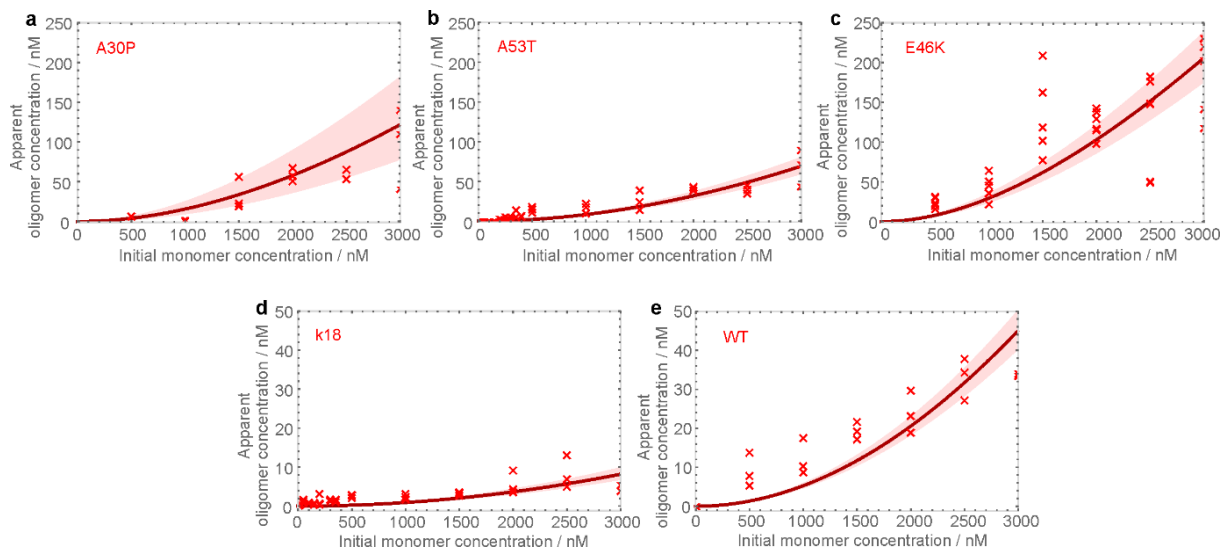 a
A30P
250
200
150
100
50
0
Apparent
oligomer concentration / nM
0 500 1000 1500 2000 2500 3000
Initial monomer concentration / nM
b
A53T
250
200
150
100
50
0
Apparent
oligomer concentration / nM
0 500 1000 1500 2000 2500 3000
Initial monomer concentration / nM
c
E46K
250
200
150
100
50
0
Apparent
oligomer concentration / nM
0 500 1000 1500 2000 2500 3000
Initial monomer concentration / nM
d
k18
50
40
30
20
10
0
Apparent
oligomer concentration / nM
0 500 1000 1500 2000 2500 3000
Initial monomer concentration / nM
e
WT
50
40
30
20
10
0
Apparent
oligomer concentration / nM
0 500 1000 1500 2000 2500 3000
Initial monomer concentration / nM